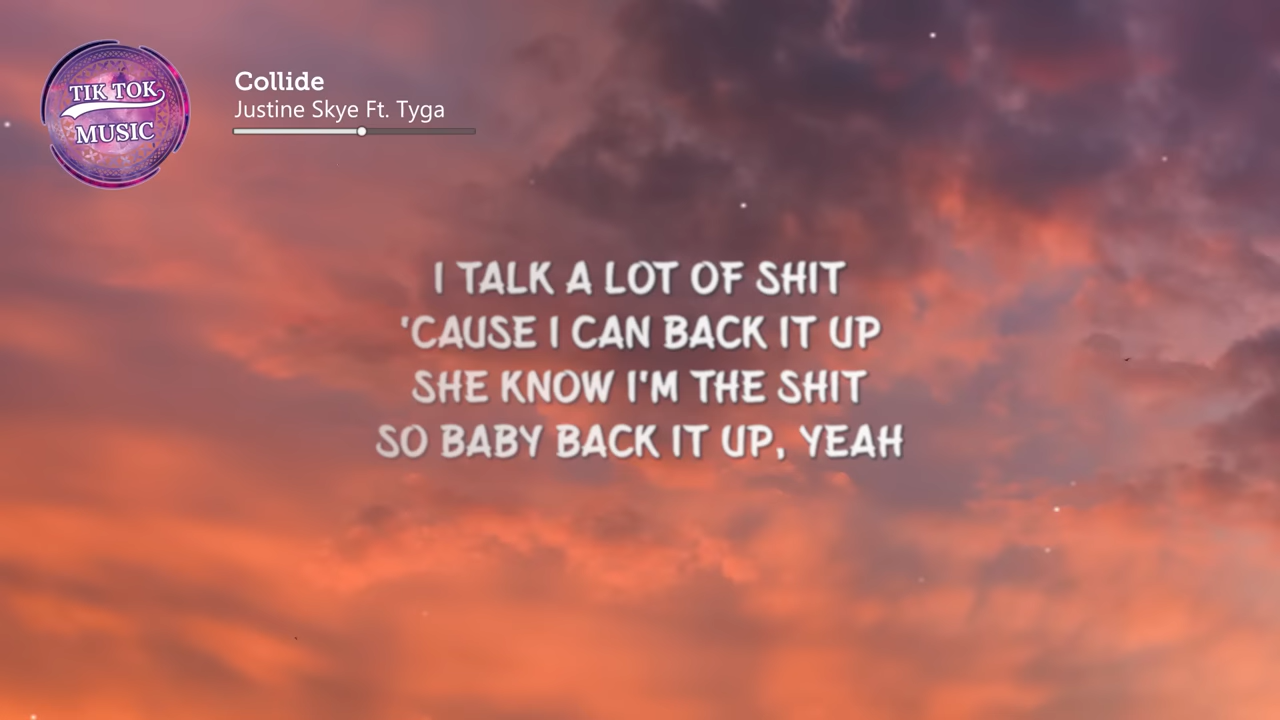 TIK TOK
MUSIC
Collide
Justine Skye Ft. Tyga
I TALK A LOT OF SHIT
'CAUSE I CAN BACK IT UP
SHE KNOW I'M THE SHIT
SO BABY BACK IT UP, YEAH